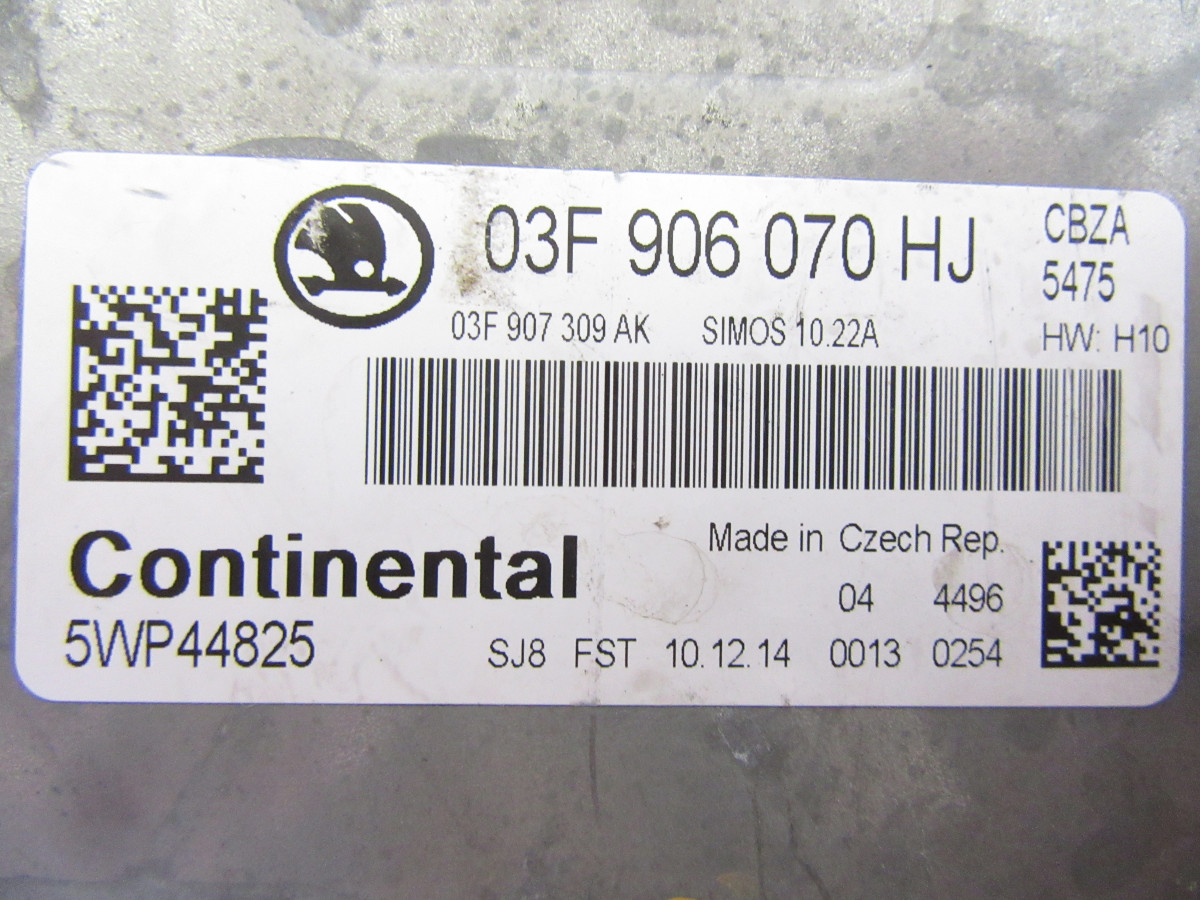 03F 906 070 HJ
CBZA
5475
03F 907 309 AK SIMOS 10.22A
HW: H10
Made in Czech Rep.
Continental
04 4496
5WP44825
SJ8 FST 10.12.14 0013 0254